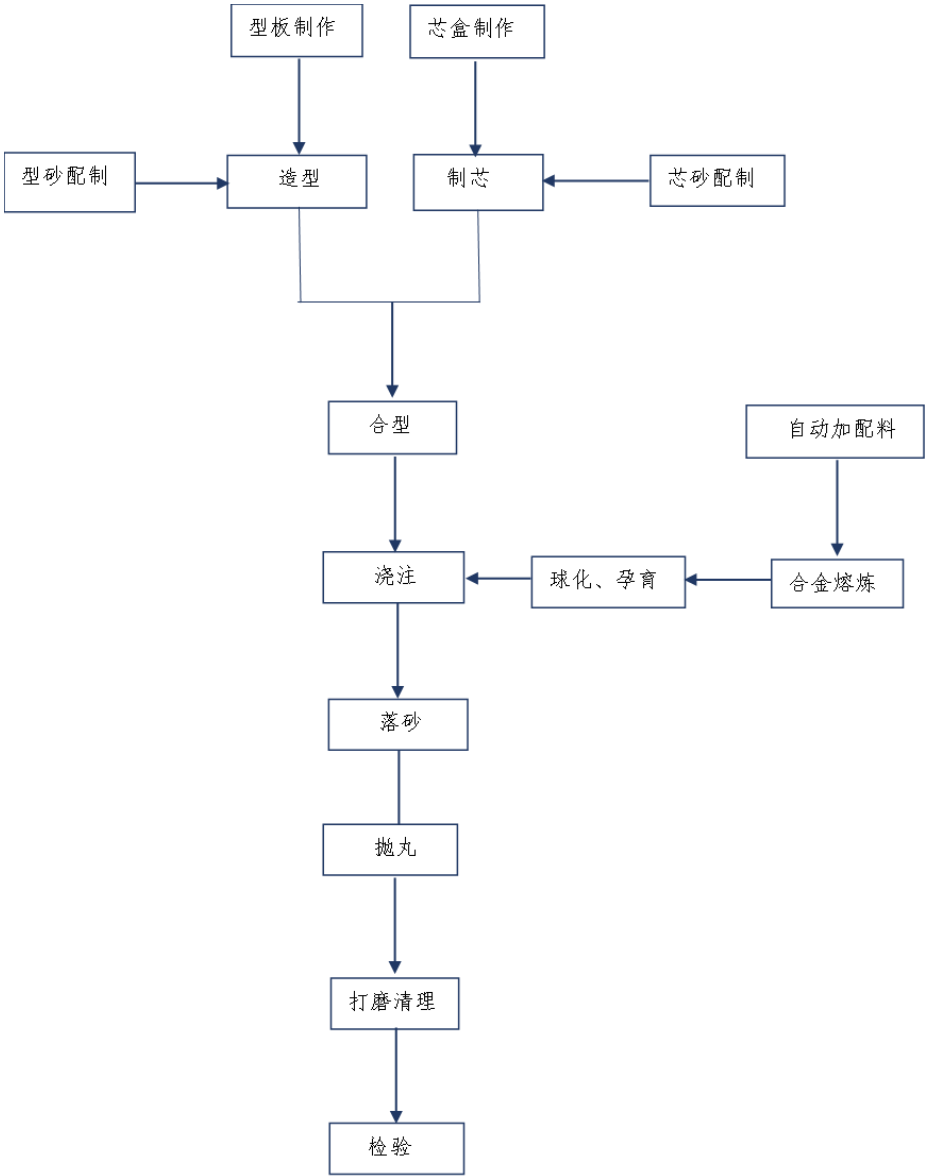 型板制作
芯盒制作
型砂配制
造型
制芯
芯砂配制
合型
自动加配料
浇注
球化、孕育
合金熔炼
落砂
抛丸
打磨清理
检验